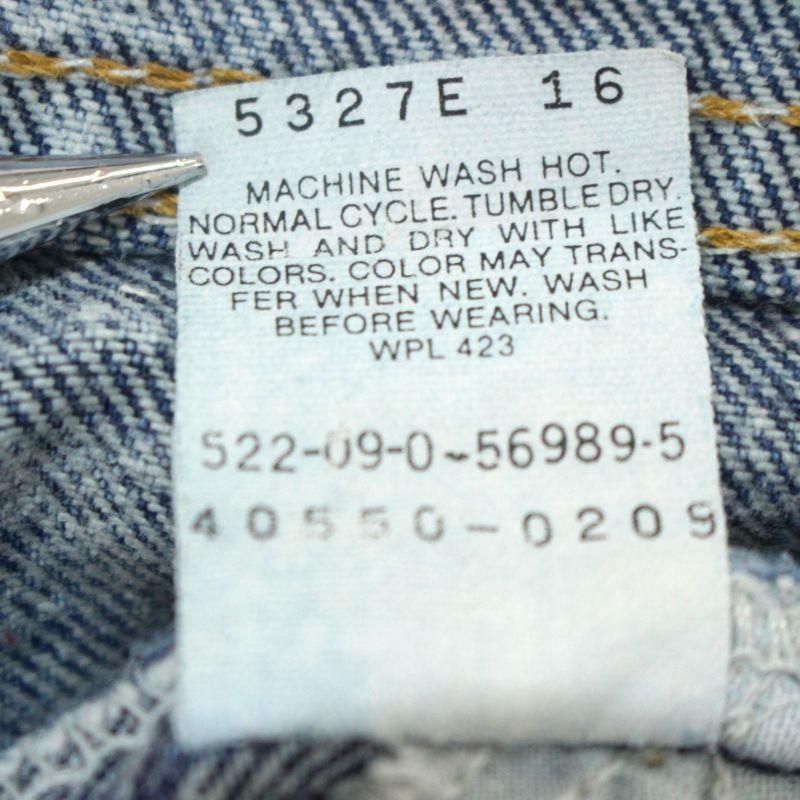 5327E 16
MACHINE WASH HOT.
NORMAL CYCLE. TUMBLE DRY.
WASH AND DRY WITH LIKE
COLORS. COLOR MAY TRANS-
FER WHEN NEW. WASH
BEFORE WEARING.
WPL 423
522-09-0-56989-5
40550-0209